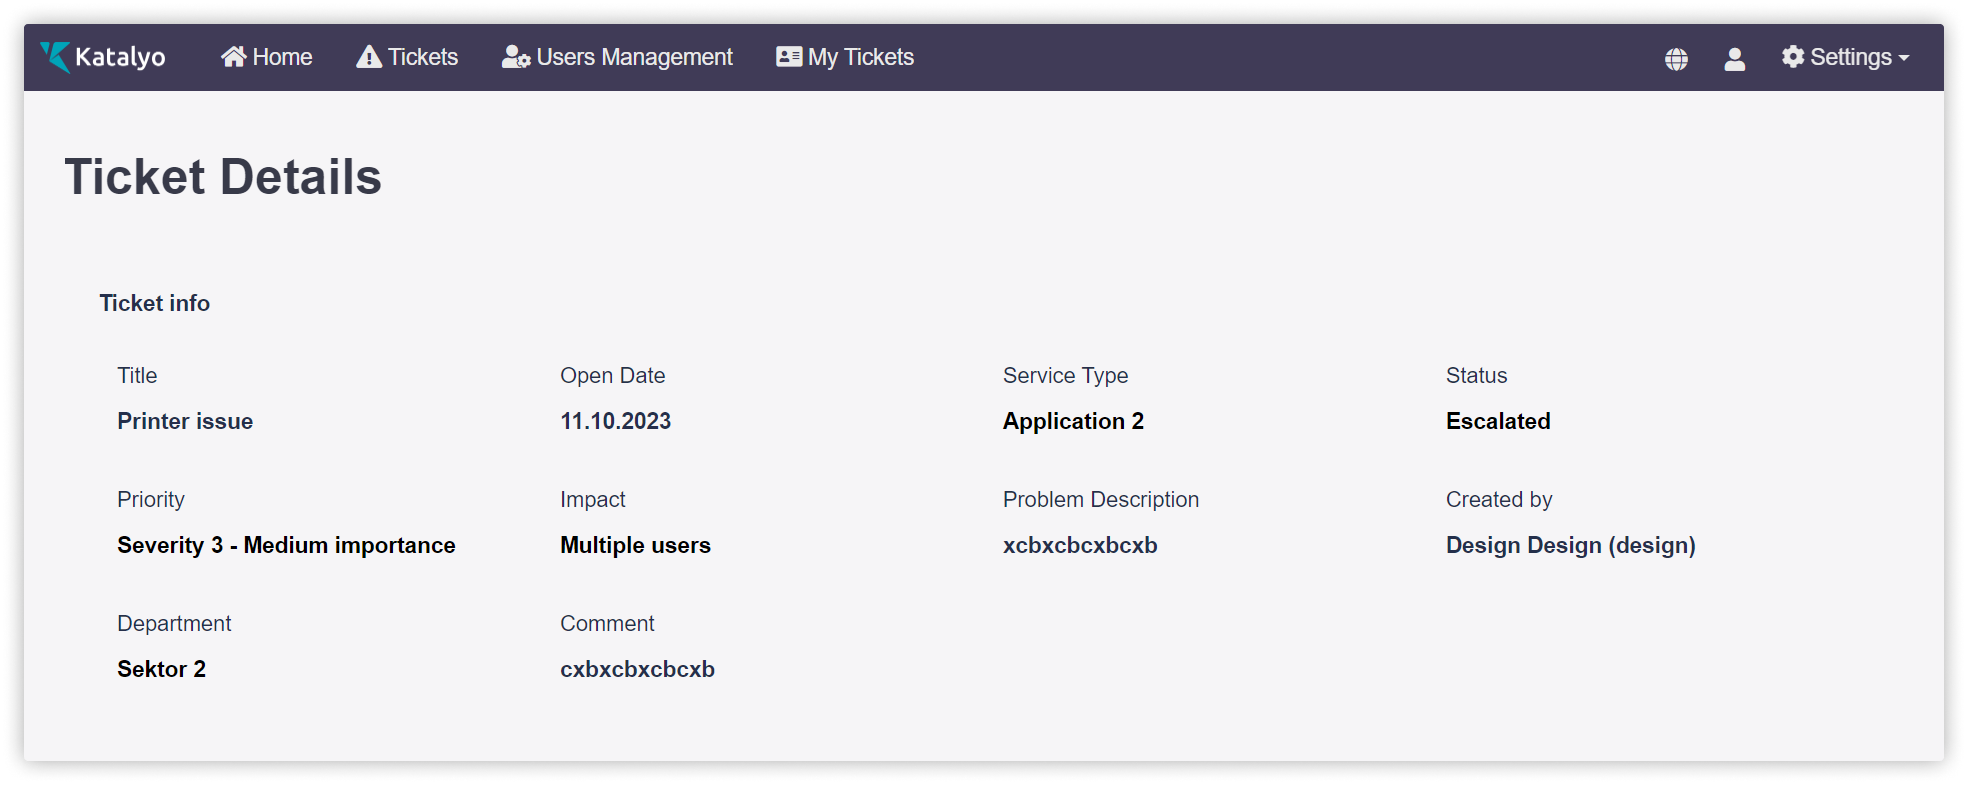 Katalyo Home Tickets Users Management My Tickets Settings
Ticket Details
Ticket info
Title Open Date Service Type Status
Printer issue 11.10.2023 Application 2 Escalated
Priority Impact Problem Description Created by
Severity 3 - Medium importance Multiple users xcbxcbcxbcxb Design Design (design)
Department Comment
Sektor 2 cxbxcbxcbcxb